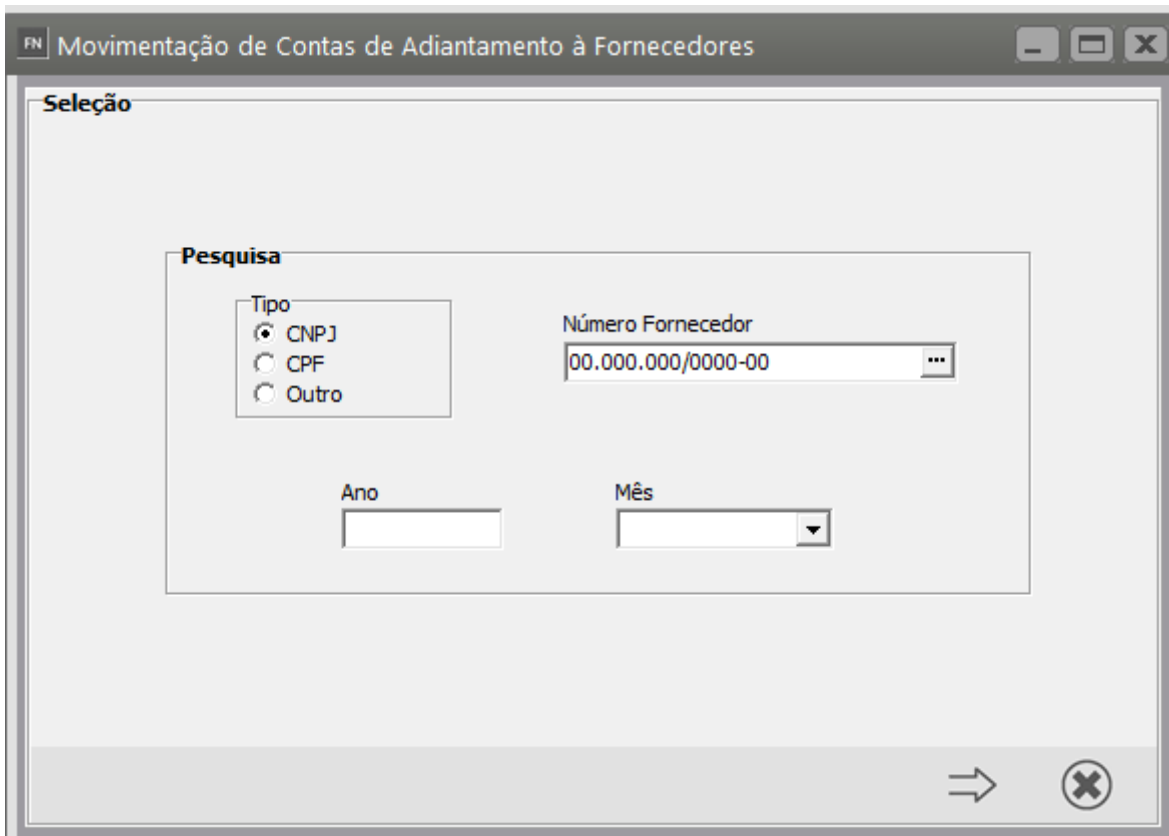 FN Movimentação de Contas de Adiantamento à Fornecedores
Seleção
Pesquisa
Tipo
CNPJ
CPF
Outro
Número Fornecedor
00.000.000/0000-00
...
Ano
Mês